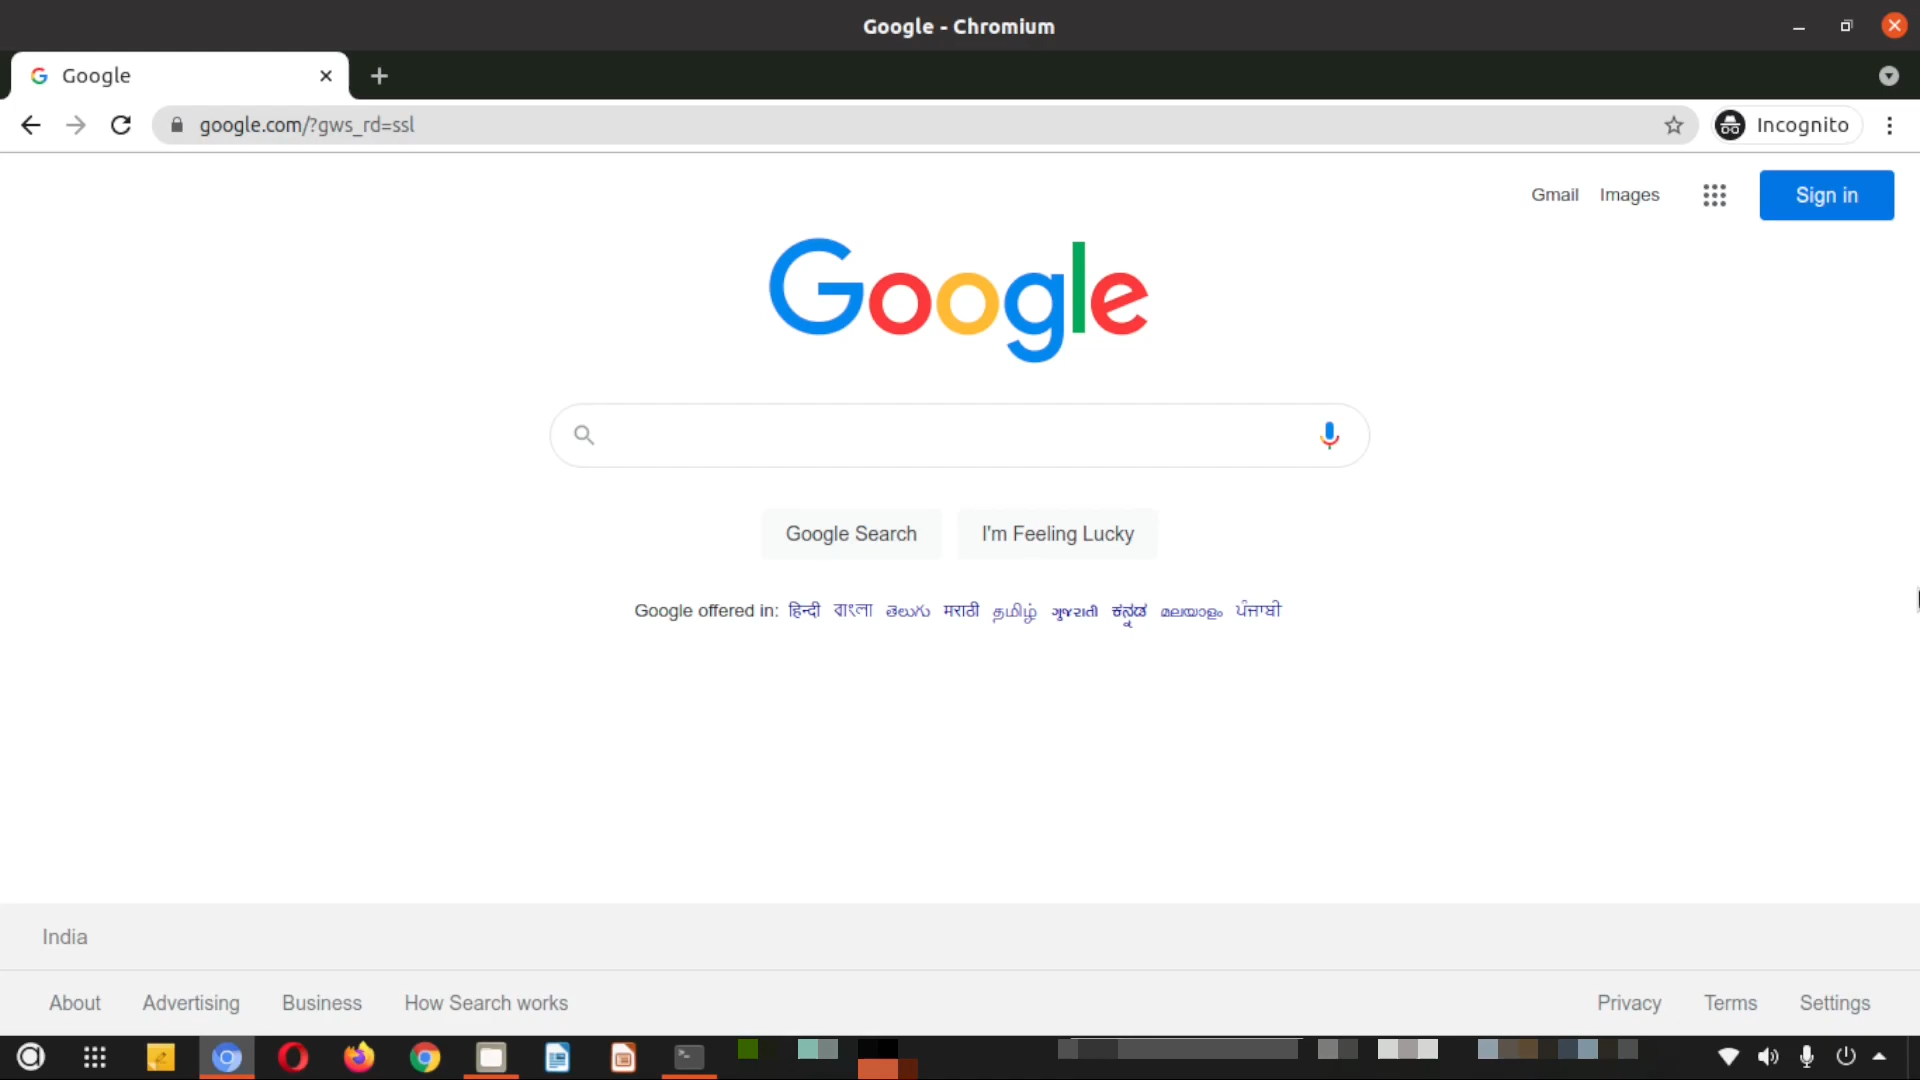 Google - Chromium
Google
google.com/?gws_rd=ssl
Incognito
Gmail Images Sign in
Google
Google Search I'm Feeling Lucky
Google offered in: हिन्दी বাংলা తెలుగు मराठी தமிழ் ગુજરાતી ಕನ್ನಡ മലയാളം ਪੰਜਾਬੀ
India
About Advertising Business How Search works Privacy Terms Settings